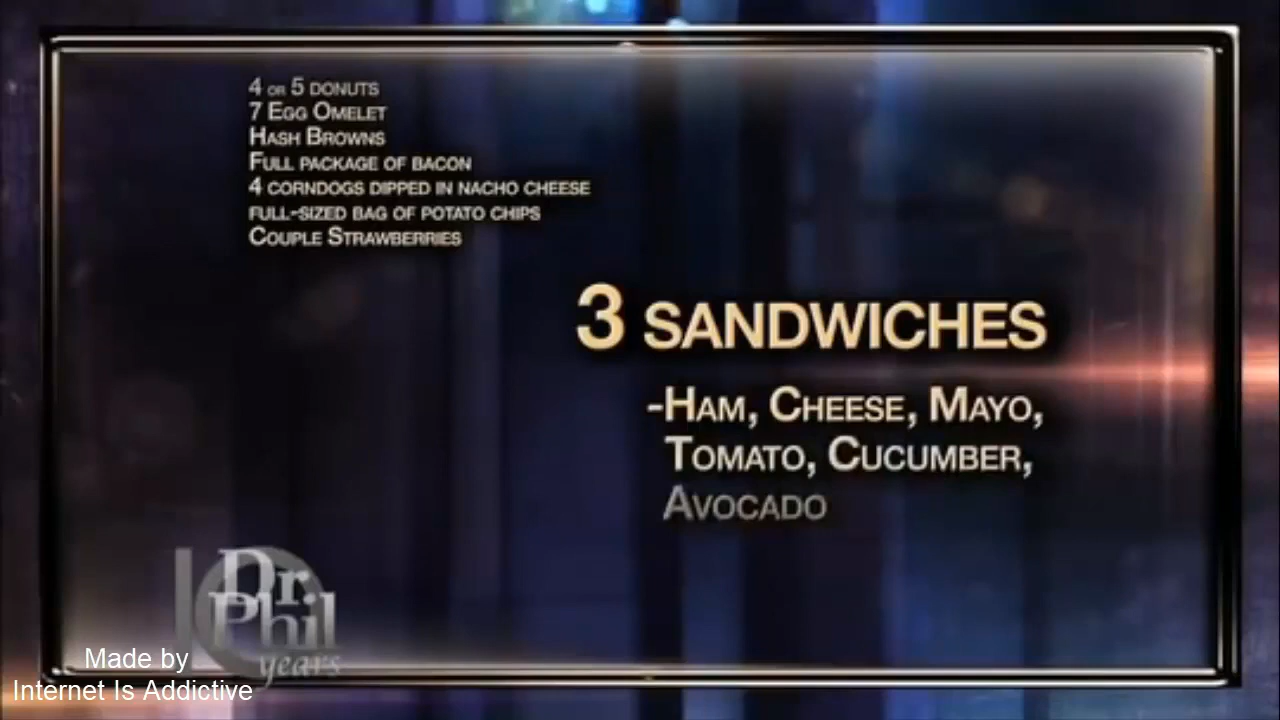 4 OR 5 DONUTS
7 EGG OMELET
HASH BROWNS
FULL PACKAGE OF BACON
4 CORNDOGS DIPPED IN NACHO CHEESE
FULL-SIZED BAG OF POTATO CHIPS
COUPLE STRAWBERRIES
3 SANDWICHES
-HAM, CHEESE, MAYO,
TOMATO, CUCUMBER,
AVOCADO
10
Dr.
Phil
years
Made by
Internet Is Addictive